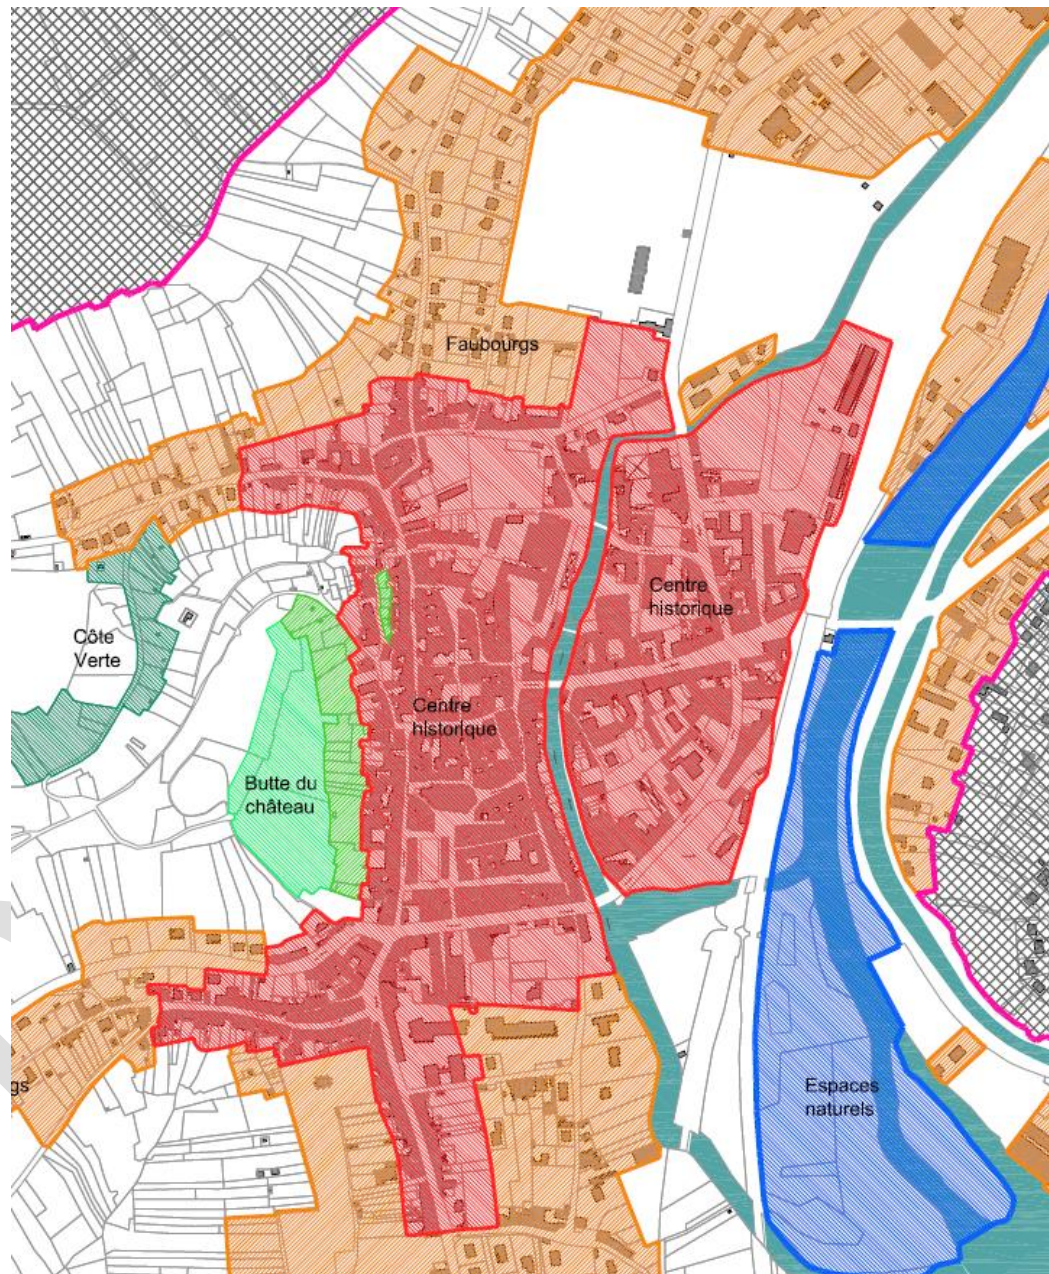 Faubourgs
Centre
historique
Côte
Verte
Centre
historique
Butte du
château
Espaces
naturels
gs